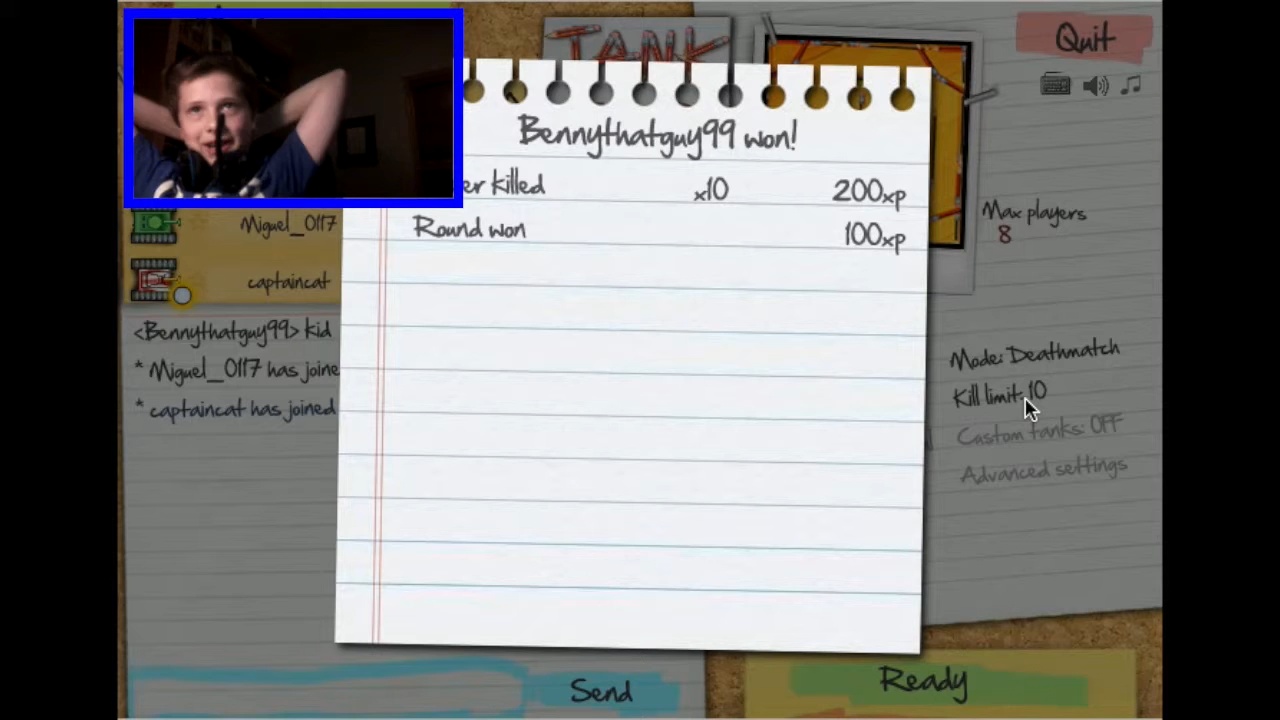 TANK
Quit
Bennythatguy99 won!
er killed x10 200xp
Round won 100xp
Miguel_0117
captaincat
<Bennythatguy99> kid
* Miguel_0117 has joine
* captaincat has joined
Max players
8
Mode: Deathmatch
Kill limit: 10
Custom tanks: OFF
Advanced settings
Send
Ready